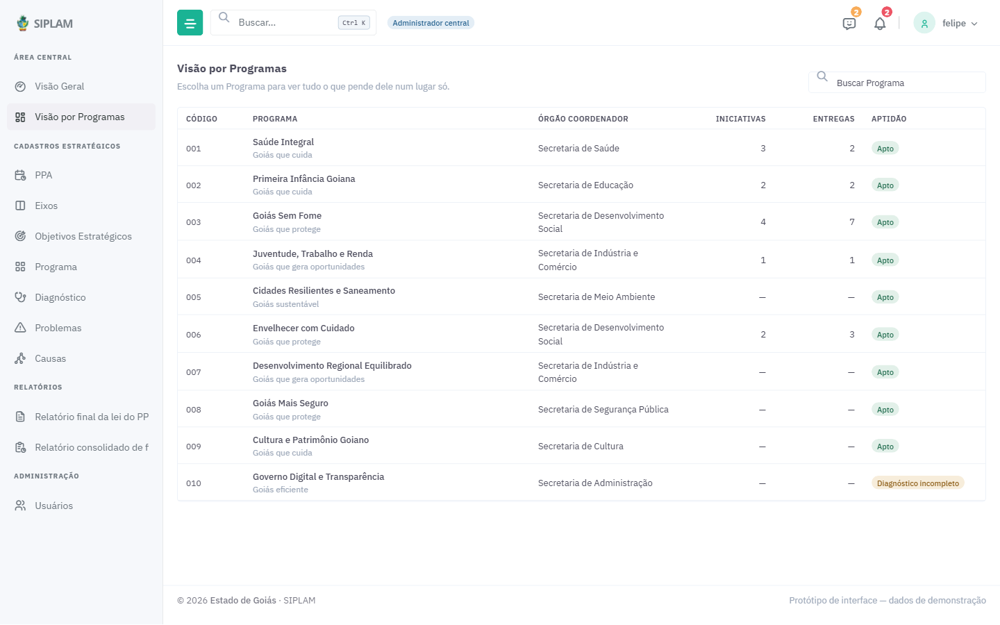 SIPLAM
ÁREA CENTRAL
Visão Geral
Visão por Programas
CADASTROS ESTRATÉGICOS
PPA
Eixos
Objetivos Estratégicos
Programa
Diagnóstico
Problemas
Causas
RELATÓRIOS
Relatório final da lei do PP
Relatório consolidado de f
ADMINISTRAÇÃO
Usuários
Buscar... Ctrl K Administrador central 2 2 felipe
Visão por Programas
Escolha um Programa para ver tudo o que pende dele num lugar só.
Buscar Programa
CÓDIGO PROGRAMA ÓRGÃO COORDENADOR INICIATIVAS ENTREGAS APTIDÃO
001 Saúde Integral Secretaria de Saúde 3 2 Apto
Goiás que cuida
002 Primeira Infância Goiana Secretaria de Educação 2 2 Apto
Goiás que cuida
003 Goiás Sem Fome Secretaria de Desenvolvimento 4 7 Apto
Goiás que protege Social
004 Juventude, Trabalho e Renda Secretaria de Indústria e 1 1 Apto
Goiás que gera oportunidades Comércio
005 Cidades Resilientes e Saneamento Secretaria de Meio Ambiente — — Apto
Goiás sustentável
006 Envelhecer com Cuidado Secretaria de Desenvolvimento 2 3 Apto
Goiás que protege Social
007 Desenvolvimento Regional Equilibrado Secretaria de Indústria e — — Apto
Goiás que gera oportunidades Comércio
008 Goiás Mais Seguro Secretaria de Segurança Pública — — Apto
Goiás que protege
009 Cultura e Patrimônio Goiano Secretaria de Cultura — — Apto
Goiás que cuida
010 Governo Digital e Transparência Secretaria de Administração — — Diagnóstico incompleto
Goiás eficiente
© 2026 Estado de Goiás · SIPLAM
Protótipo de interface — dados de demonstração